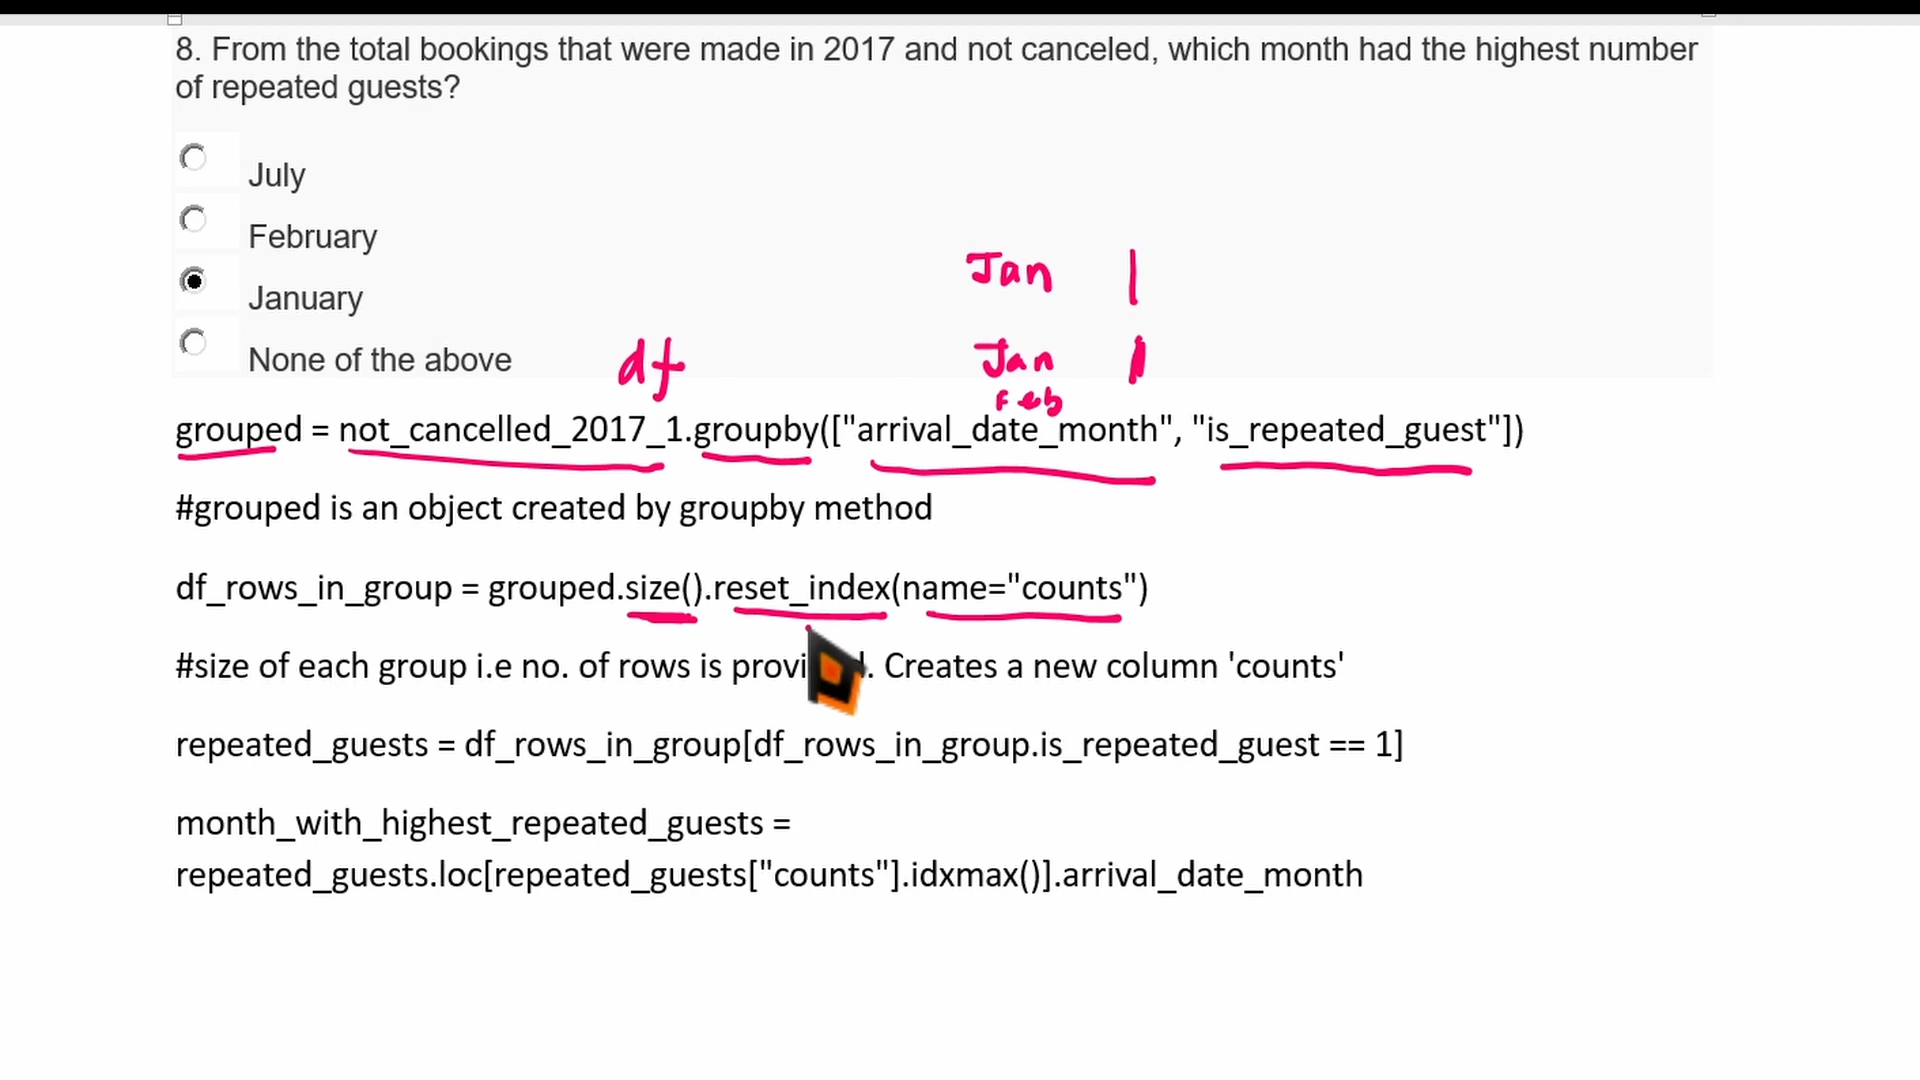 8. From the total bookings that were made in 2017 and not canceled, which month had the highest number
of repeated guests?
July
February
January
None of the above
Jan |
Jan 1
Feb
df
grouped = not_cancelled_2017_1.groupby(["arrival_date_month", "is_repeated_guest"])
#grouped is an object created by groupby method
df_rows_in_group = grouped.size().reset_index(name="counts")
#size of each group i.e no. of rows is provi . Creates a new column 'counts'
repeated_guests = df_rows_in_group[df_rows_in_group.is_repeated_guest == 1]
month_with_highest_repeated_guests =
repeated_guests.loc[repeated_guests["counts"].idxmax()].arrival_date_month